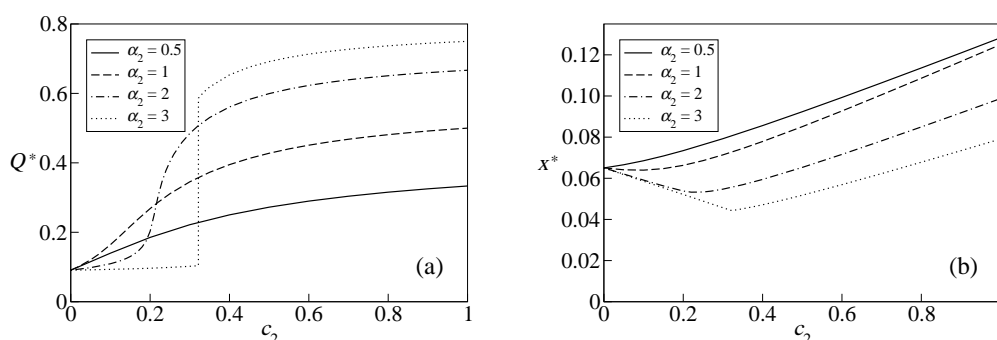 0.8
0.6
Q* 0.4
0.2
0
α₂ = 0.5
α₂ = 1
α₂ = 2
α₂ = 3
(a)
0 0.2 0.4 0.6 0.8 1
c₂
0.12
0.10
0.08
x* 0.06
0.04
0.02
0
α₂ = 0.5
α₂ = 1
α₂ = 2
α₂ = 3
(b)
0 0.2 0.4 0.6 0.8
c₂